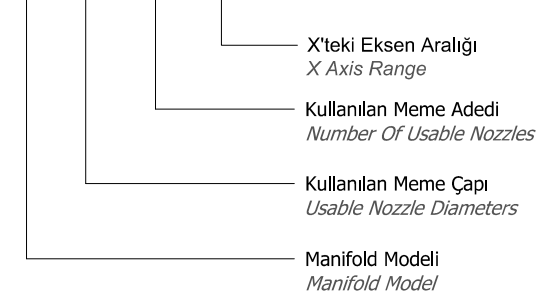 X'teki Eksen Aralığı
X Axis Range
Kullanılan Meme Adedi
Number Of Usable Nozzles
Kullanılan Meme Çapı
Usable Nozzle Diameters
Manifold Modeli
Manifold Model